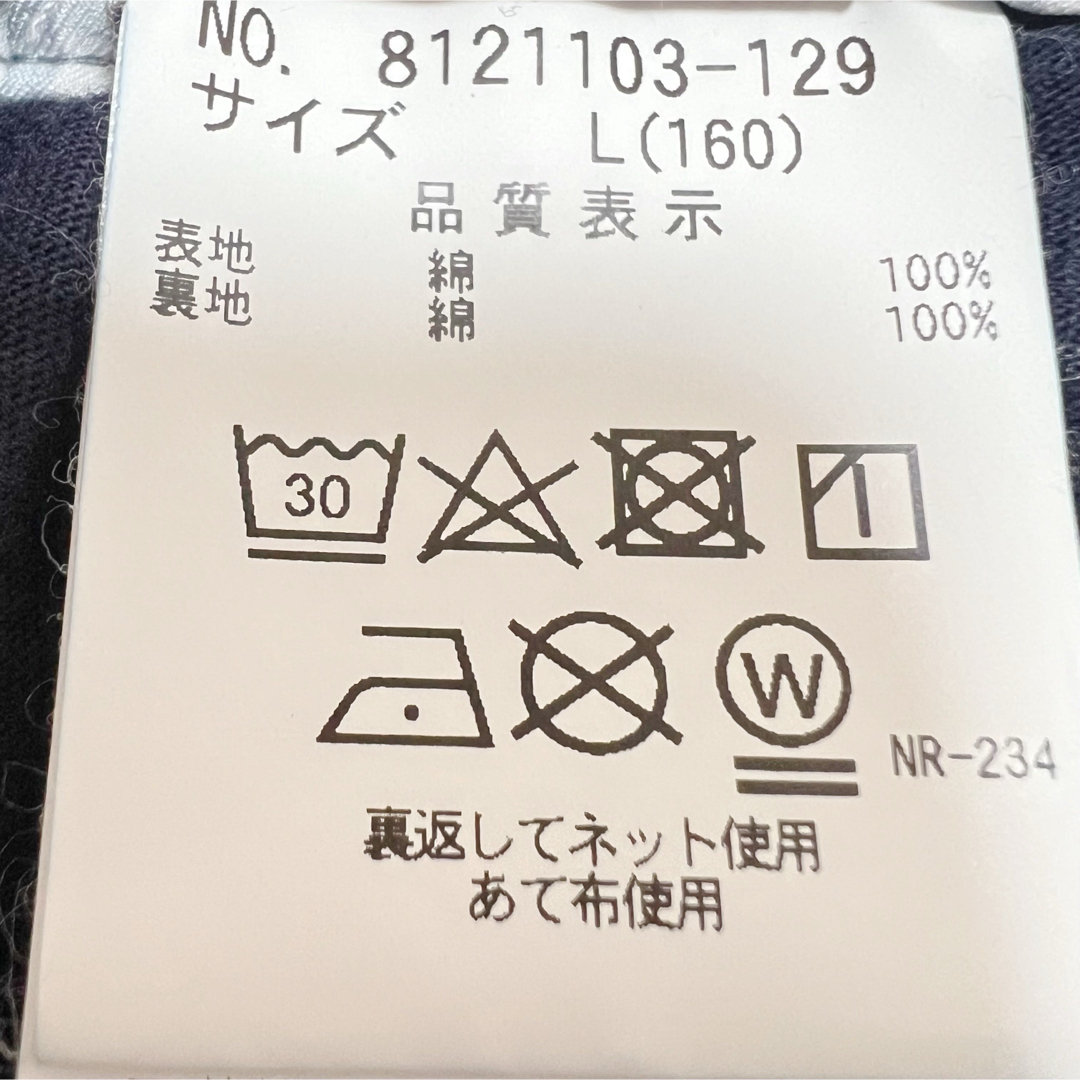 NO. 8121103-129
サイズ L(160)
品質表示
表地 綿 100%
裏地 綿 100%
30
W
NR-234
裏返してネット使用
あて布使用